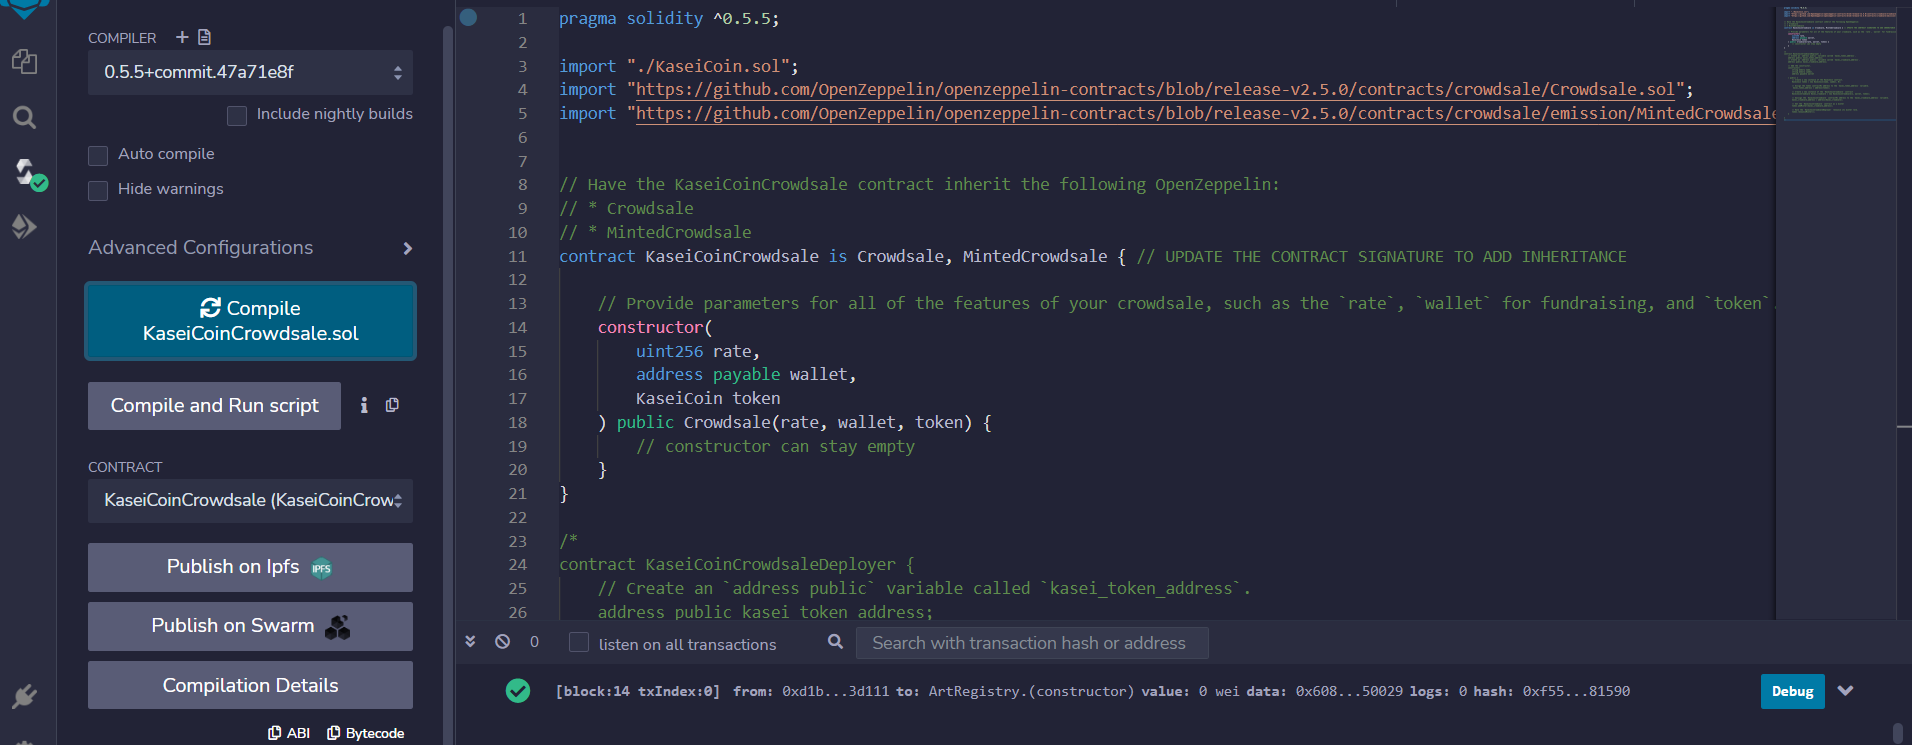 COMPILER
0.5.5+commit.47a71e8f
Include nightly builds
Auto compile
Hide warnings
Advanced Configurations
Compile
KaseiCoinCrowdsale.sol
Compile and Run script
CONTRACT
KaseiCoinCrowdsale (KaseiCoinCrow
Publish on Ipfs IPFS
Publish on Swarm
Compilation Details
ABI Bytecode
1 pragma solidity ^0.5.5;
2
3 import "./KaseiCoin.sol";
4 import "https://github.com/OpenZeppelin/openzeppelin-contracts/blob/release-v2.5.0/contracts/crowdsale/Crowdsale.sol";
5 import "https://github.com/OpenZeppelin/openzeppelin-contracts/blob/release-v2.5.0/contracts/crowdsale/emission/MintedCrowdsale
6
7
8 // Have the KaseiCoinCrowdsale contract inherit the following OpenZeppelin:
9 // * Crowdsale
10 // * MintedCrowdsale
11 contract KaseiCoinCrowdsale is Crowdsale, MintedCrowdsale { // UPDATE THE CONTRACT SIGNATURE TO ADD INHERITANCE
12
13 // Provide parameters for all of the features of your crowdsale, such as the `rate`, `wallet` for fundraising, and `token`.
14 constructor(
15 uint256 rate,
16 address payable wallet,
17 KaseiCoin token
18 ) public Crowdsale(rate, wallet, token) {
19 // constructor can stay empty
20 }
21 }
22
23 /*
24 contract KaseiCoinCrowdsaleDeployer {
25 // Create an `address public` variable called `kasei_token_address`.
26 address public kasei_token_address;
0 listen on all transactions Search with transaction hash or address
[block:14 txIndex:0] from: 0xd1b...3d111 to: ArtRegistry.(constructor) value: 0 wei data: 0x608...50029 logs: 0 hash: 0xf55...81590
Debug